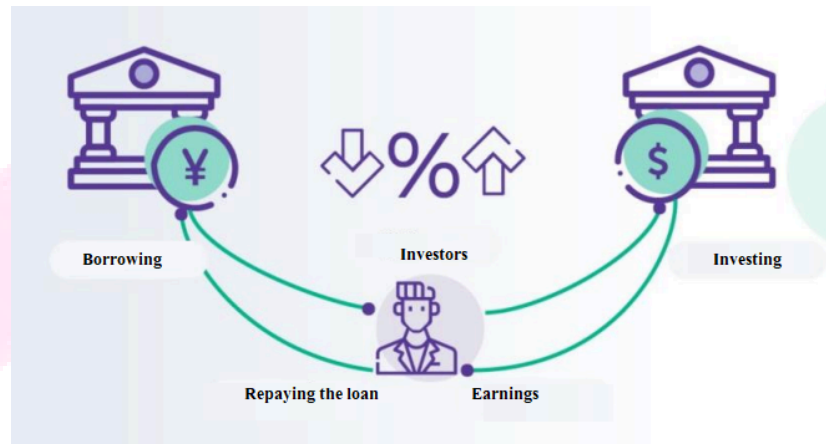 ¥
%
$
Borrowing
Investors
Investing
Repaying the loan
Earnings